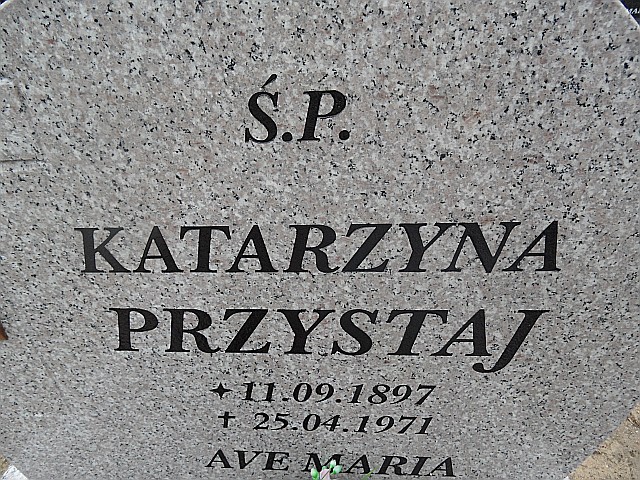 Ś.P.
KATARZYNA
PRZYSTAJ
✦ 11.09.1897
✝ 25.04.1971
AVE MARIA